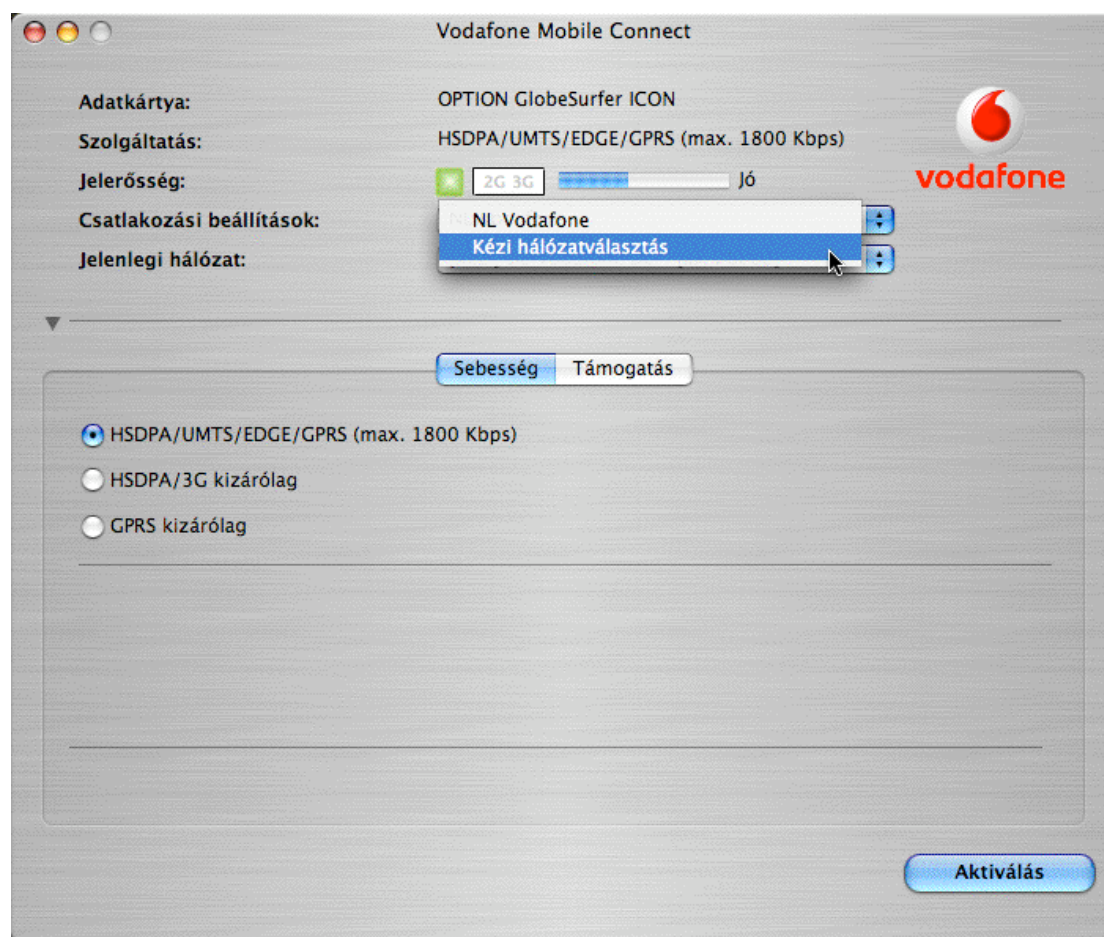 Vodafone Mobile Connect
Adatkártya: OPTION GlobeSurfer ICON
Szolgáltatás: HSDPA/UMTS/EDGE/GPRS (max. 1800 Kbps)
vodafone
Jelerősség: 2G 3G Jó
Csatlakozási beállítások: NL Vodafone
Kézi hálózatválasztás
Jelenlegi hálózat:
Sebesség Támogatás
HSDPA/UMTS/EDGE/GPRS (max. 1800 Kbps)
HSDPA/3G kizárólag
GPRS kizárólag
Aktiválás